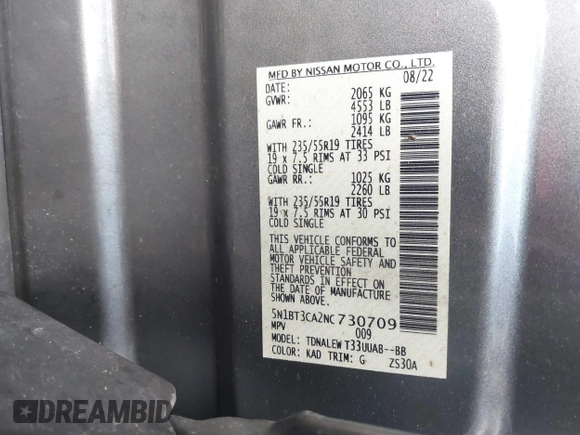 MFD BY NISSAN MOTOR CO., LTD.
DATE: 08/22
GVWR: 2065 KG
4553 LB
GAWR FR.: 1095 KG
2414 LB
WITH 235/55R19 TIRES
19 x 7.5 RIMS AT 33 PSI
COLD SINGLE
GAWR RR.: 1025 KG
2260 LB
WITH 235/55R19 TIRES
19 x 7.5 RIMS AT 30 PSI
COLD SINGLE
THIS VEHICLE CONFORMS TO
ALL APPLICABLE FEDERAL
MOTOR VEHICLE SAFETY AND
THEFT PREVENTION
STANDARDS IN EFFECT ON
THE DATE OF MANUFACTURE
SHOWN ABOVE.
5N1BT3CA2NC730709
MPV 009
MODEL: TDNALEW T33UUAB--BB
COLOR: KAD TRIM: G ZS30A
DREAMBID